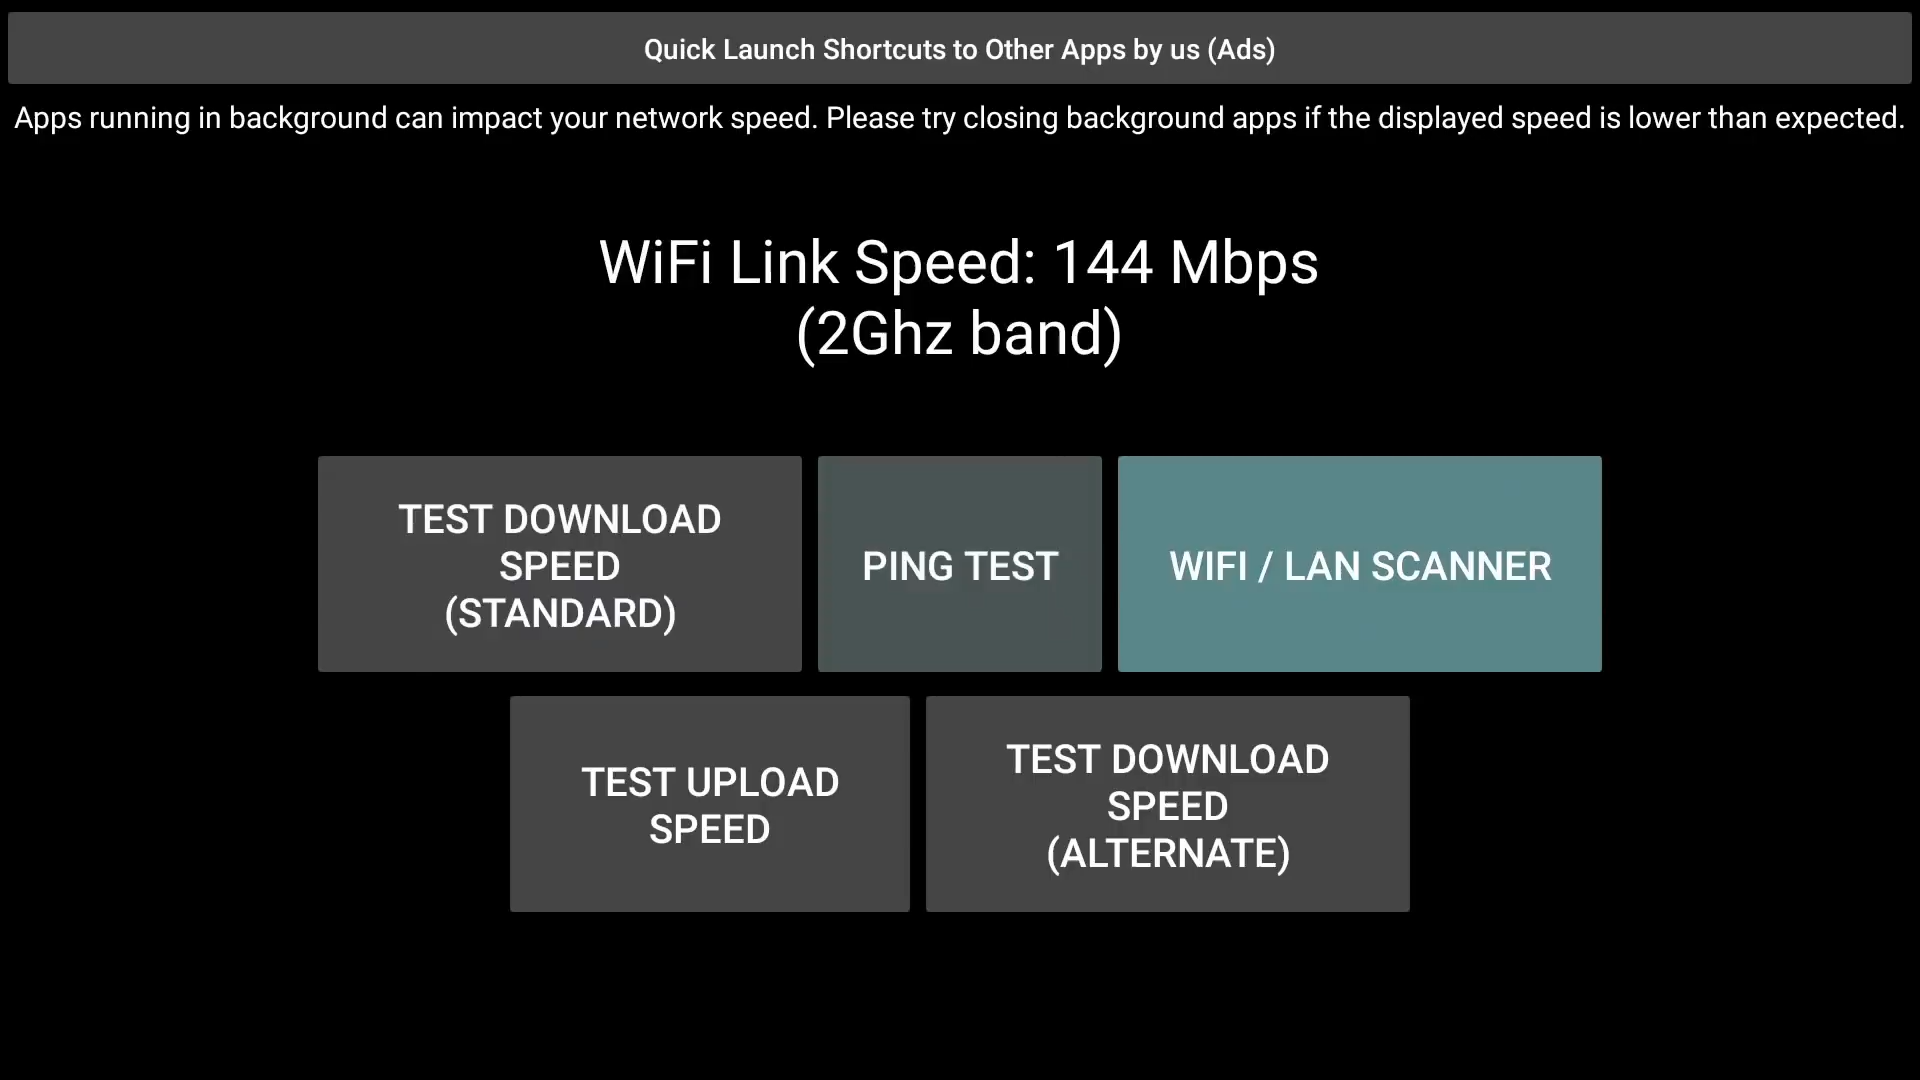 Quick Launch Shortcuts to Other Apps by us (Ads)
Apps running in background can impact your network speed. Please try closing background apps if the displayed speed is lower than expected.
WiFi Link Speed: 144 Mbps
(2Ghz band)
TEST DOWNLOAD
SPEED
(STANDARD)
PING TEST
WIFI / LAN SCANNER
TEST UPLOAD
SPEED
TEST DOWNLOAD
SPEED
(ALTERNATE)